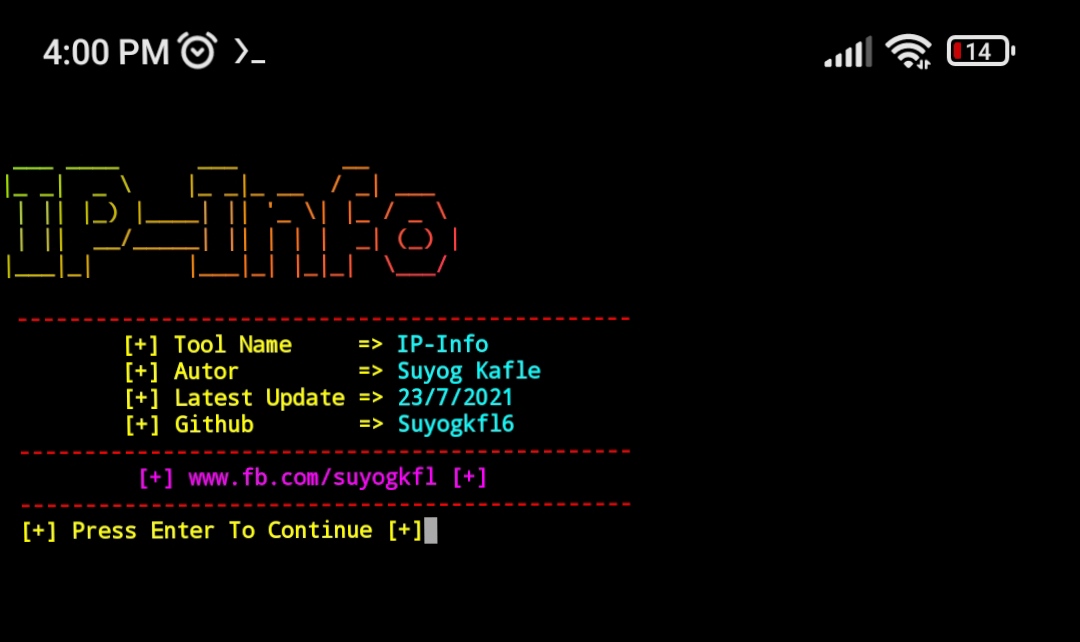 4:00 PM >_ 14
IP-Info
[+] Tool Name => IP-Info
[+] Autor => Suyog Kafle
[+] Latest Update => 23/7/2021
[+] Github => Suyogkfl6
[+] www.fb.com/suyogkfl [+]
[+] Press Enter To Continue [+]